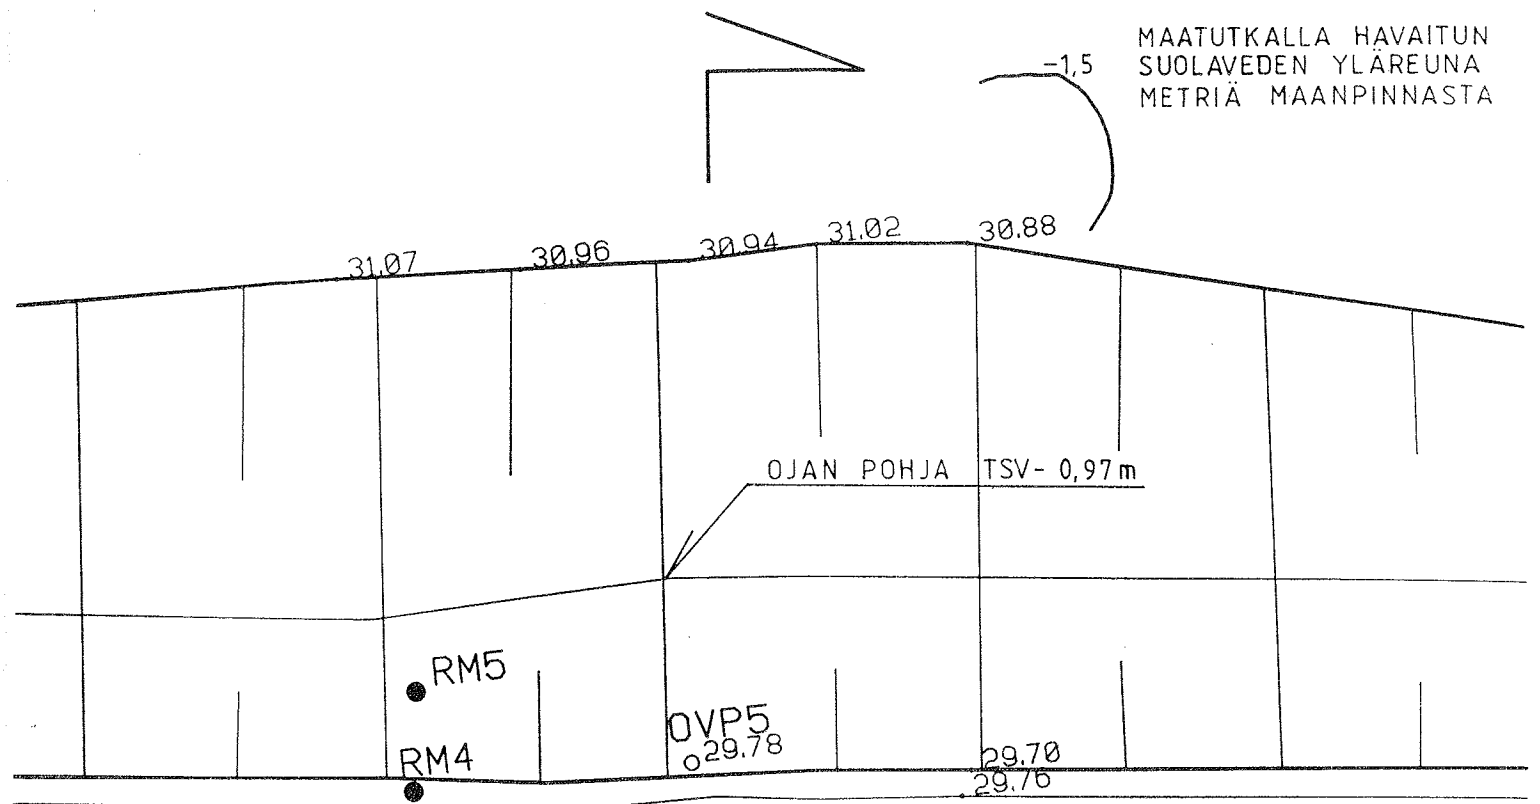 MAATUTKALLA HAVAITUN
-1,5 SUOLAVEDEN YLÄREUNA
METRIÄ MAANPINNASTA
31.07 30.96 30.94 31.02 30.88
OJAN POHJA TSV- 0,97m
RM5
OVP5
29.78
RM4
29.70
29.76